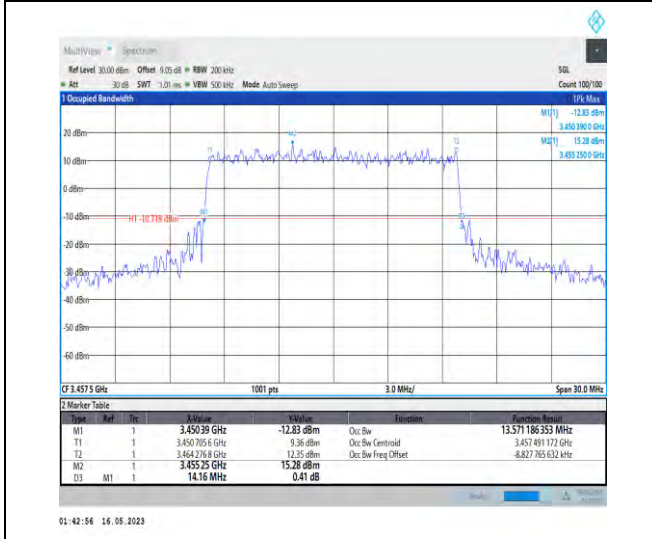 MultiView Spectrum
Ref Level 30.00 dBm Offset 9.05 dB RBW 200 kHz SGL
Att 30 dB SWT 1.01 ms VBW 500 kHz Mode Auto Sweep Count 100/100
1 Occupied Bandwidth 1Pk Max
M1[1] -12.83 dBm
3.450 390 0 GHz
M2[1] 15.28 dBm
3.455 250 0 GHz
20 dBm
M2
T1
T2
10 dBm
0 dBm
-10 dBm
H1 -10.719 dBm
M1
D3
-20 dBm
-30 dBm
-40 dBm
-50 dBm
-60 dBm
CF 3.457 5 GHz 1001 pts 3.0 MHz/ Span 30.0 MHz
2 Marker Table
Type Ref Trc X-Value Y-Value Function Function Result
M1 1 3.450 39 GHz -12.83 dBm Occ Bw 13.571 186 353 MHz
T1 1 3.450 705 6 GHz 9.36 dBm Occ Bw Centroid 3.457 491 172 GHz
T2 1 3.464 276 8 GHz 12.35 dBm Occ Bw Freq Offset -8.827 765 632 kHz
M2 1 3.455 25 GHz 15.28 dBm
D3 M1 1 14.16 MHz 0.41 dB
Ready
01:42:56 16.05.2023